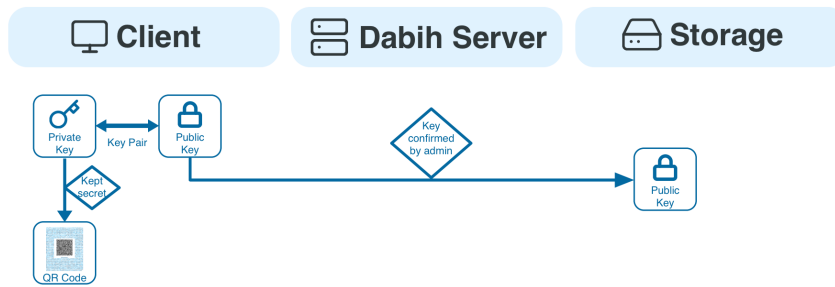 Client
Dabih Server
Storage
Private
Key
Key Pair
Public
Key
Key
confirmed
by admin
Public
Key
Kept
secret
QR Code